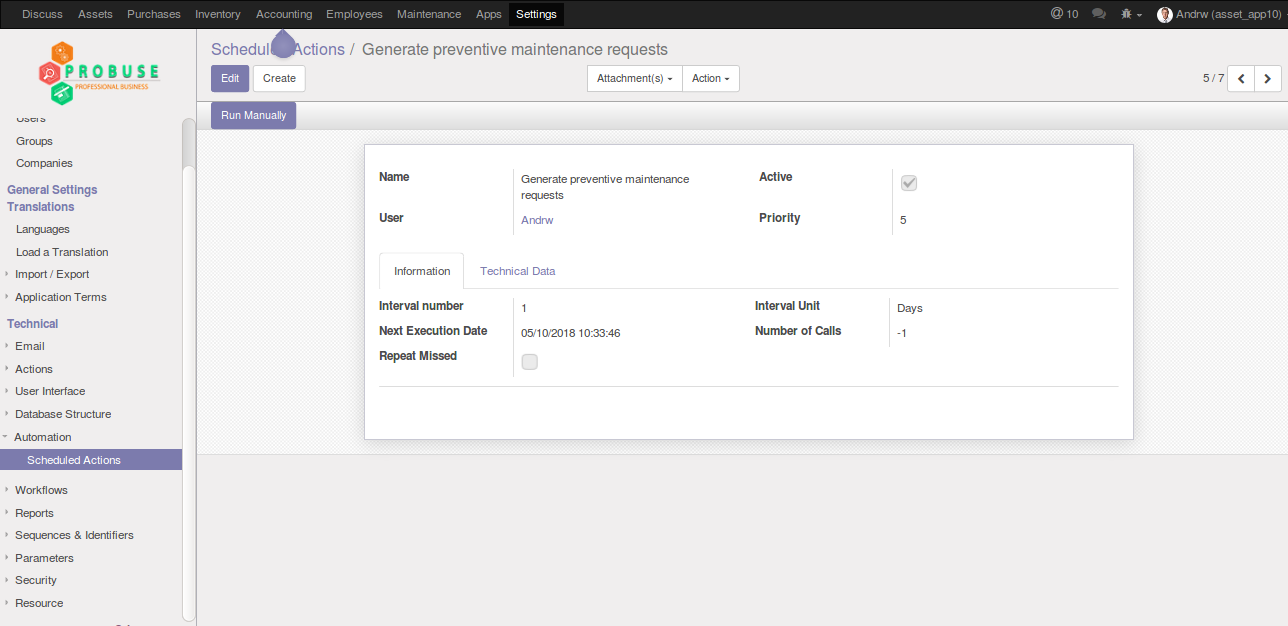 Discuss Assets Purchases Inventory Accounting Employees Maintenance Apps Settings @ 10 Andrw (asset_app10)
PROBUSE
PROFESSIONAL BUSINESS
Users
Groups
Companies
General Settings
Translations
Languages
Load a Translation
Import / Export
Application Terms
Technical
Email
Actions
User Interface
Database Structure
Automation
Scheduled Actions
Workflows
Reports
Sequences & Identifiers
Parameters
Security
Resource
Schedul Actions / Generate preventive maintenance requests
Edit Create Attachment(s) Action 5 / 7
Run Manually
Name Generate preventive maintenance requests Active
User Andrw Priority 5
Information Technical Data
Interval number 1 Interval Unit Days
Next Execution Date 05/10/2018 10:33:46 Number of Calls -1
Repeat Missed